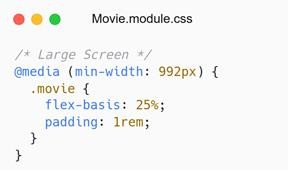 Movie.module.css
/* Large Screen */
@media (min-width: 992px) {
  .movie {
    flex-basis: 25%;
    padding: 1rem;
  }
}